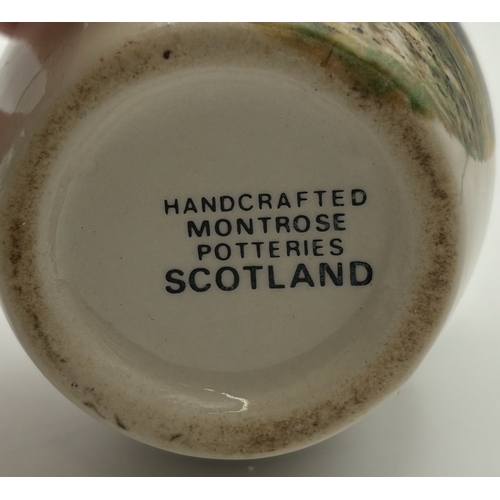 HANDCRAFTED
MONTROSE
POTTERIES
SCOTLAND